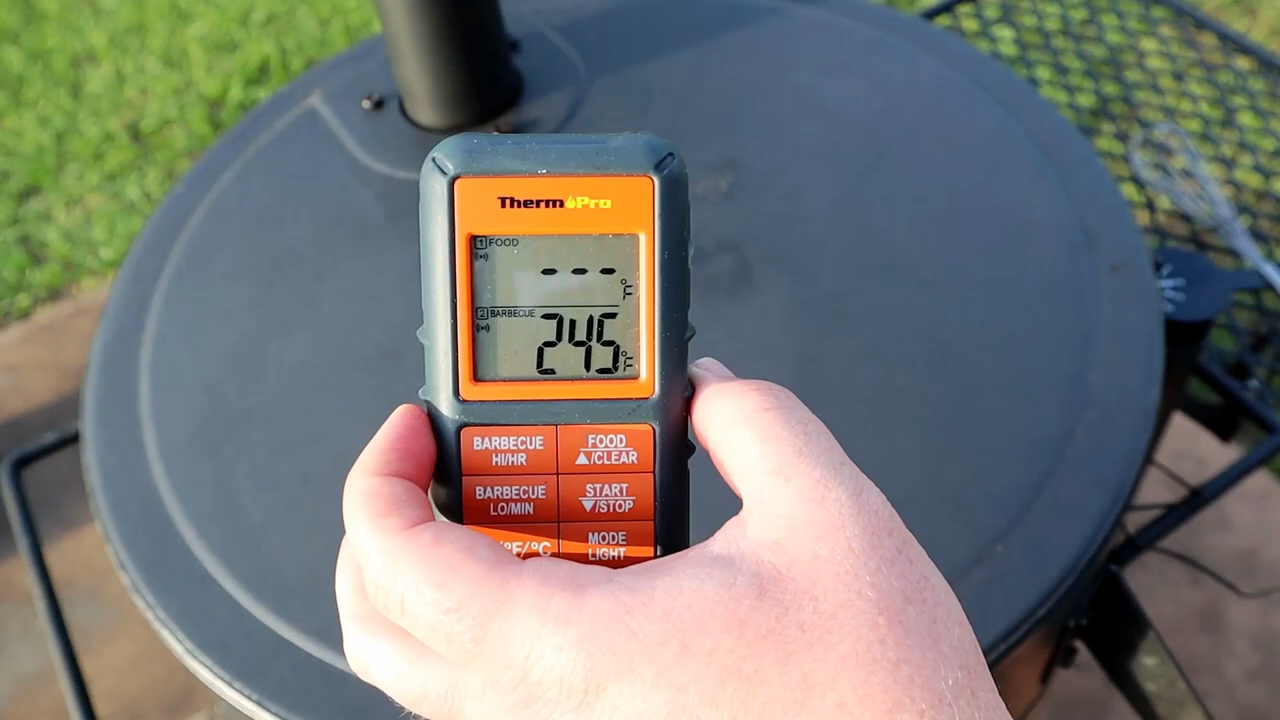 ThermoPro
1 FOOD
--- °F
2 BARBECUE
245 °F
BARBECUE HI/HR
FOOD ▲/CLEAR
BARBECUE LO/MIN
START ▼/STOP
/°F/°C
MODE LIGHT